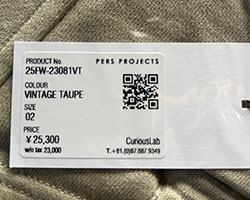 PRODUCT No.
PERS PROJECTS
25FW-23081VT
COLOUR
VINTAGE TAUPE
SIZE
02
PRICE
¥ 25,300
w/o tax 23,000
CuriousLab
T.+81.(0)87.887.9349